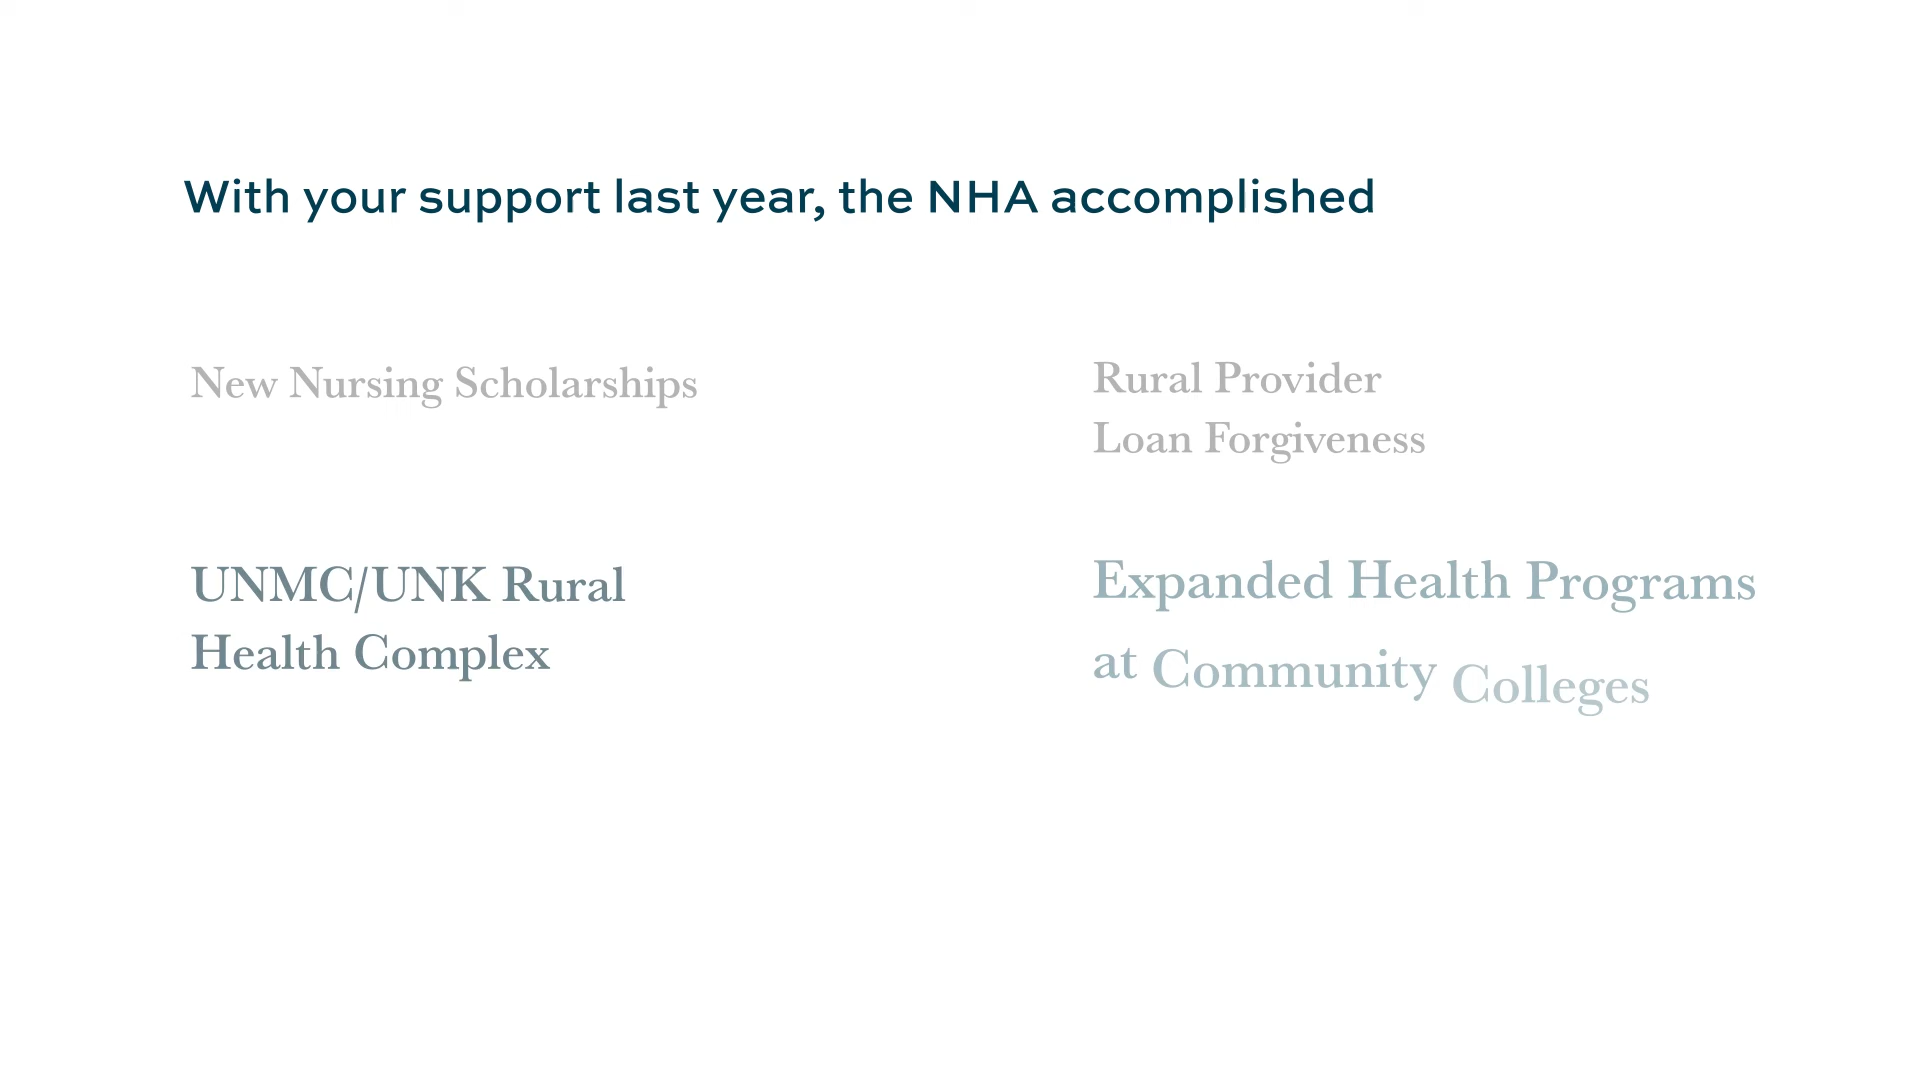 With your support last year, the NHA accomplished
New Nursing Scholarships
Rural Provider
Loan Forgiveness
UNMC/UNK Rural
Health Complex
Expanded Health Programs
at Community Colleges